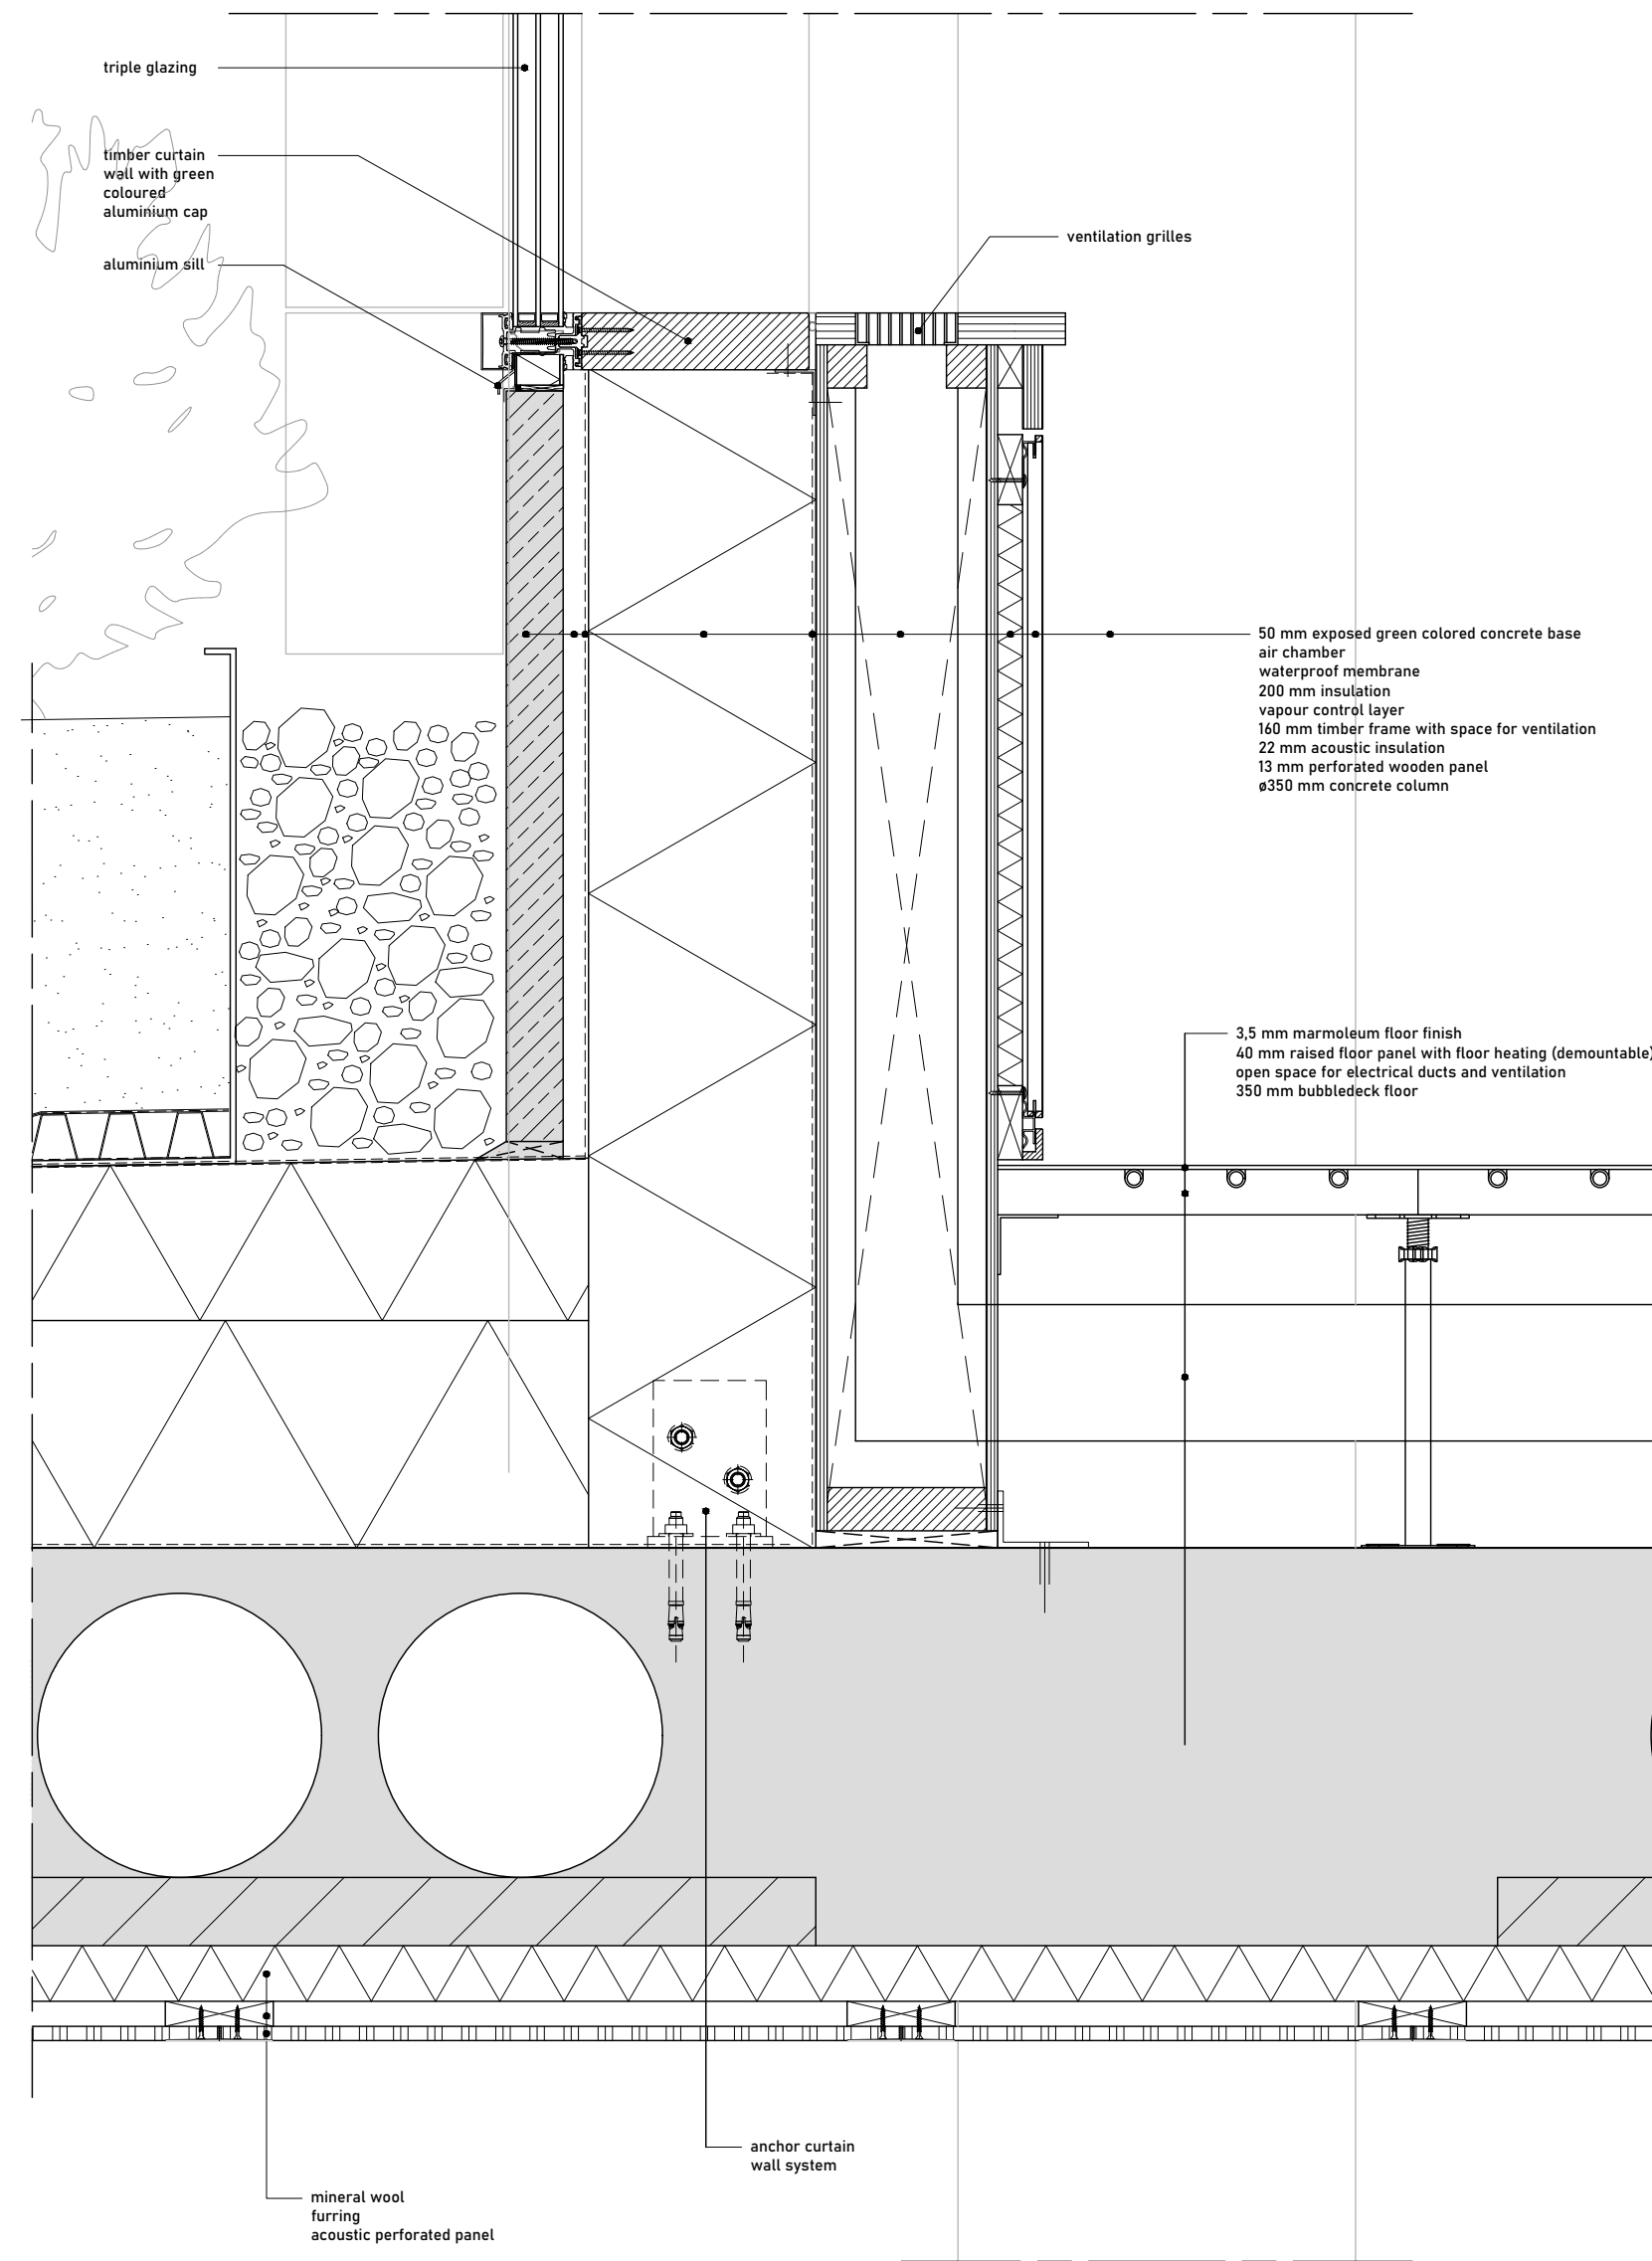 triple glazing
timber curtain
wall with green
coloured
aluminium cap
aluminium sill
ventilation grilles
50 mm exposed green colored concrete base
air chamber
waterproof membrane
200 mm insulation
vapour control layer
160 mm timber frame with space for ventilation
22 mm acoustic insulation
13 mm perforated wooden panel
ø350 mm concrete column
3,5 mm marmoleum floor finish
40 mm raised floor panel with floor heating (demountable)
open space for electrical ducts and ventilation
350 mm bubbledeck floor
anchor curtain
wall system
mineral wool
furring
acoustic perforated panel